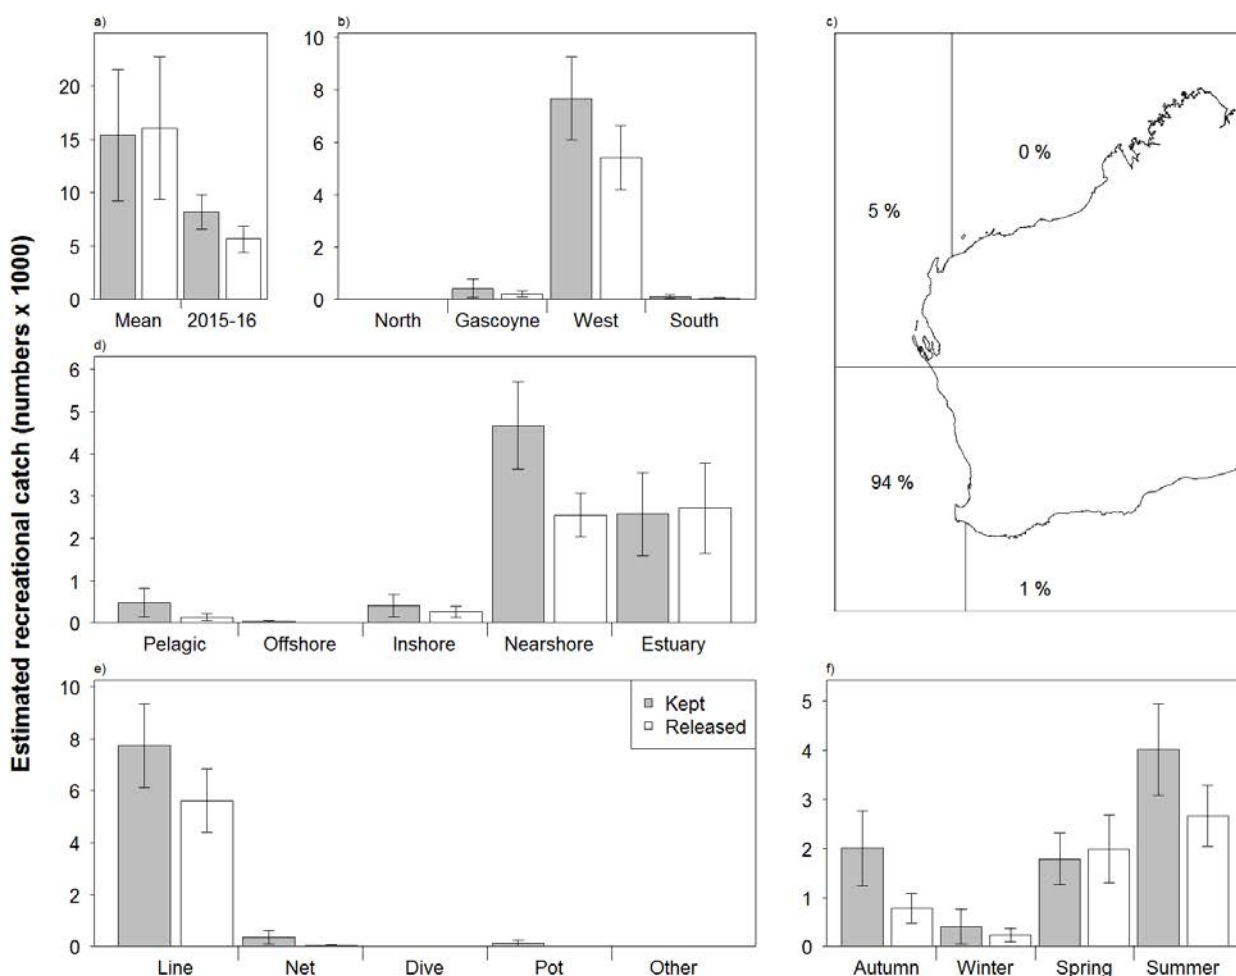 Estimated recreational catch (numbers x 1000)
a)
20
15
10
5
0
Mean 2015-16
b)
10
8
6
4
2
0
North Gascoyne West South
c)
0 %
5 %
94 %
1 %
d)
6
5
4
3
2
1
0
Pelagic Offshore Inshore Nearshore Estuary
e)
10
8
6
4
2
0
Kept
Released
Line Net Dive Pot Other
f)
5
4
3
2
1
0
Autumn Winter Spring Summer